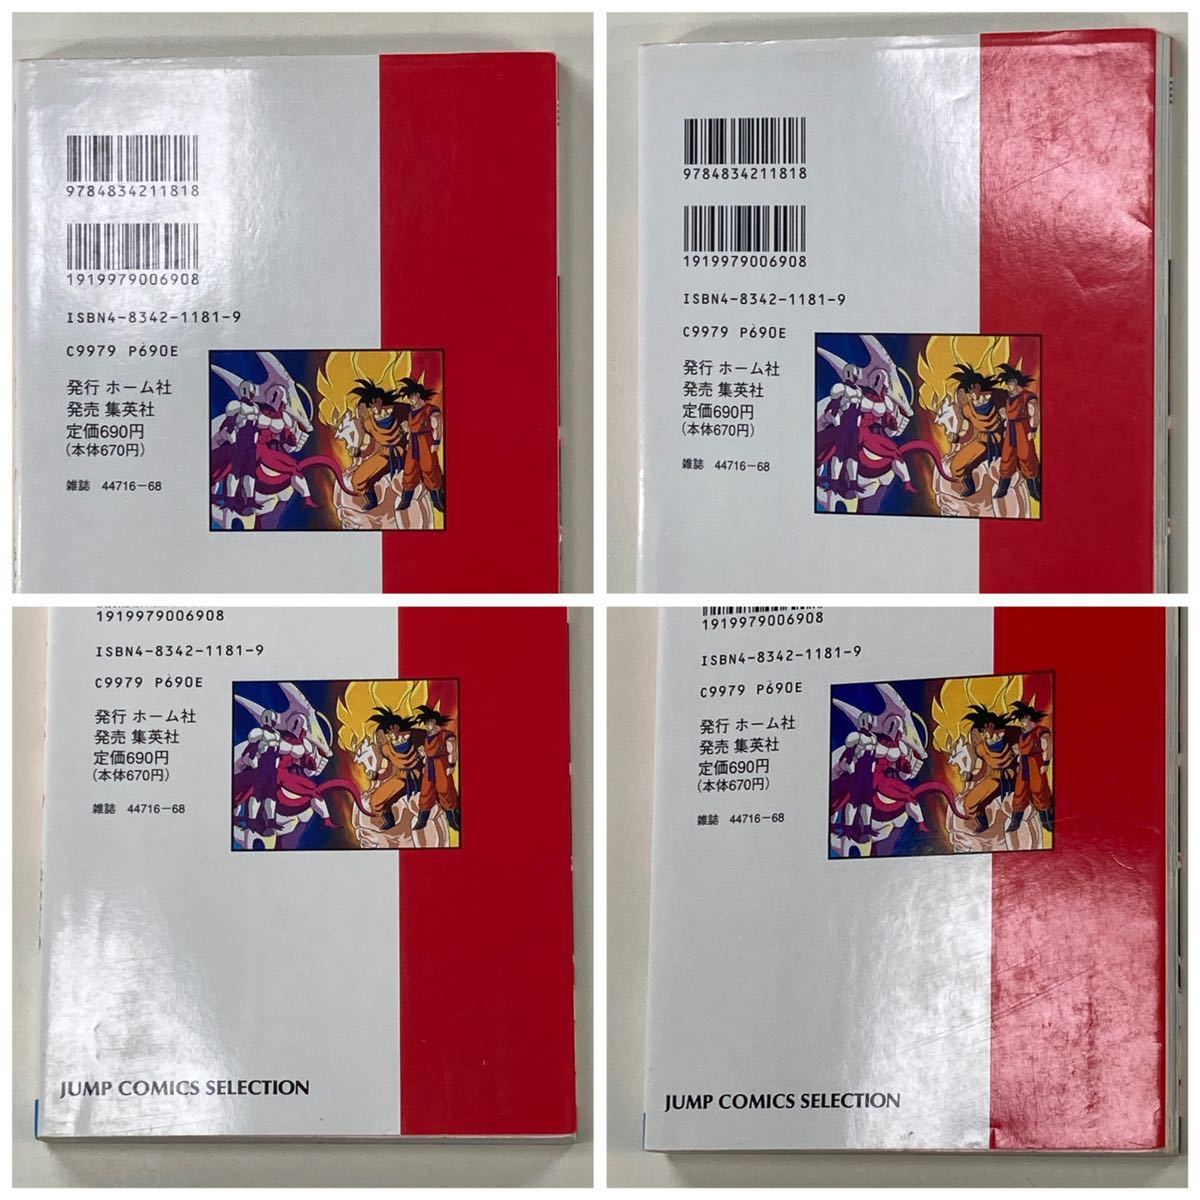 9784834211818
1919979006908
ISBN4-8342-1181-9
C9979 P690E
発行 ホーム社
発売 集英社
定価690円
(本体670円)
雑誌 44716-68
9784834211818
1919979006908
ISBN4-8342-1181-9
C9979 P690E
発行 ホーム社
発売 集英社
定価690円
(本体670円)
雑誌 44716-68
1919979006908
ISBN4-8342-1181-9
C9979 P690E
発行 ホーム社
発売 集英社
定価690円
(本体670円)
雑誌 44716-68
JUMP COMICS SELECTION
1919979006908
ISBN4-8342-1181-9
C9979 P690E
発行 ホーム社
発売 集英社
定価690円
(本体670円)
雑誌 44716-68
JUMP COMICS SELECTION